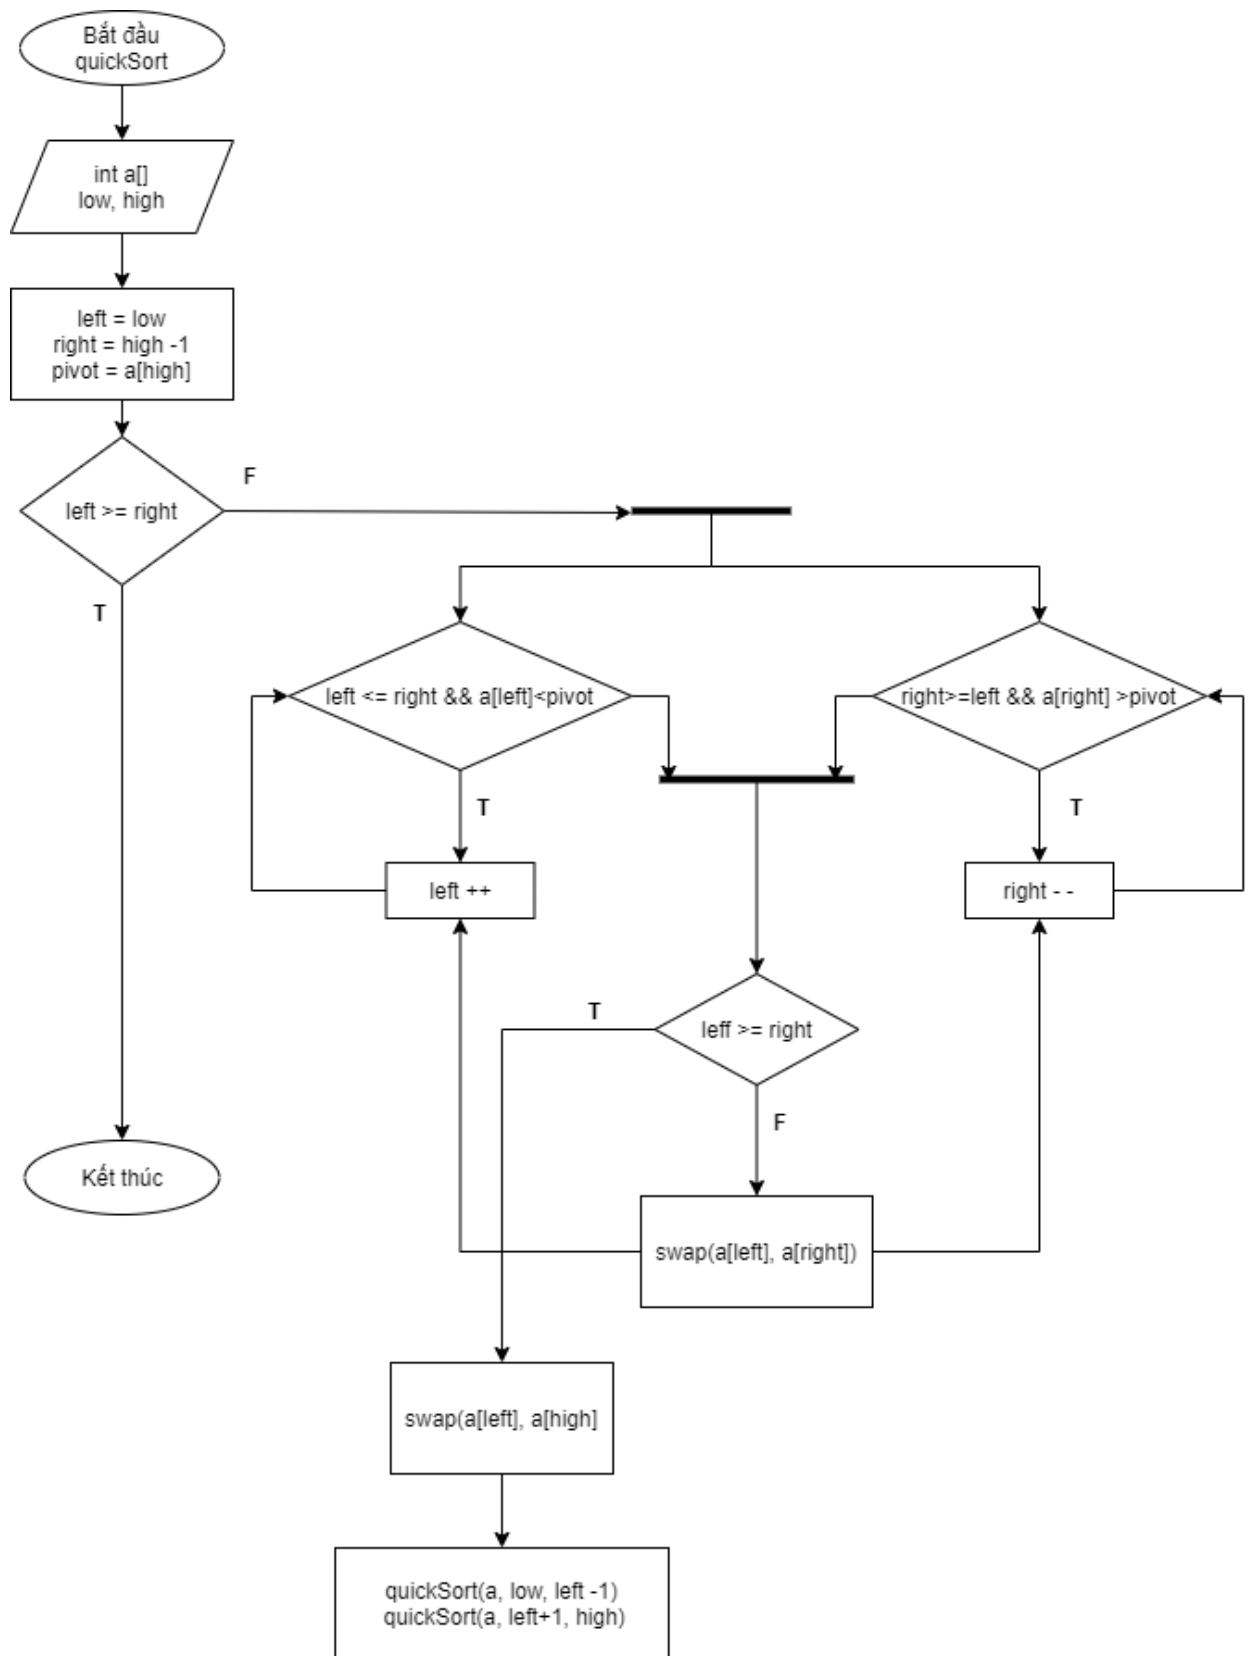 Bắt đầu
quickSort
int a[]
low, high
left = low
right = high -1
pivot = a[high]
left >= right
F
T
left <= right && a[left]<pivot
right>=left && a[right] >pivot
T
T
left ++
right - -
T
leff >= right
F
Kết thúc
swap(a[left], a[right])
swap(a[left], a[high]
quickSort(a, low, left -1)
quickSort(a, left+1, high)